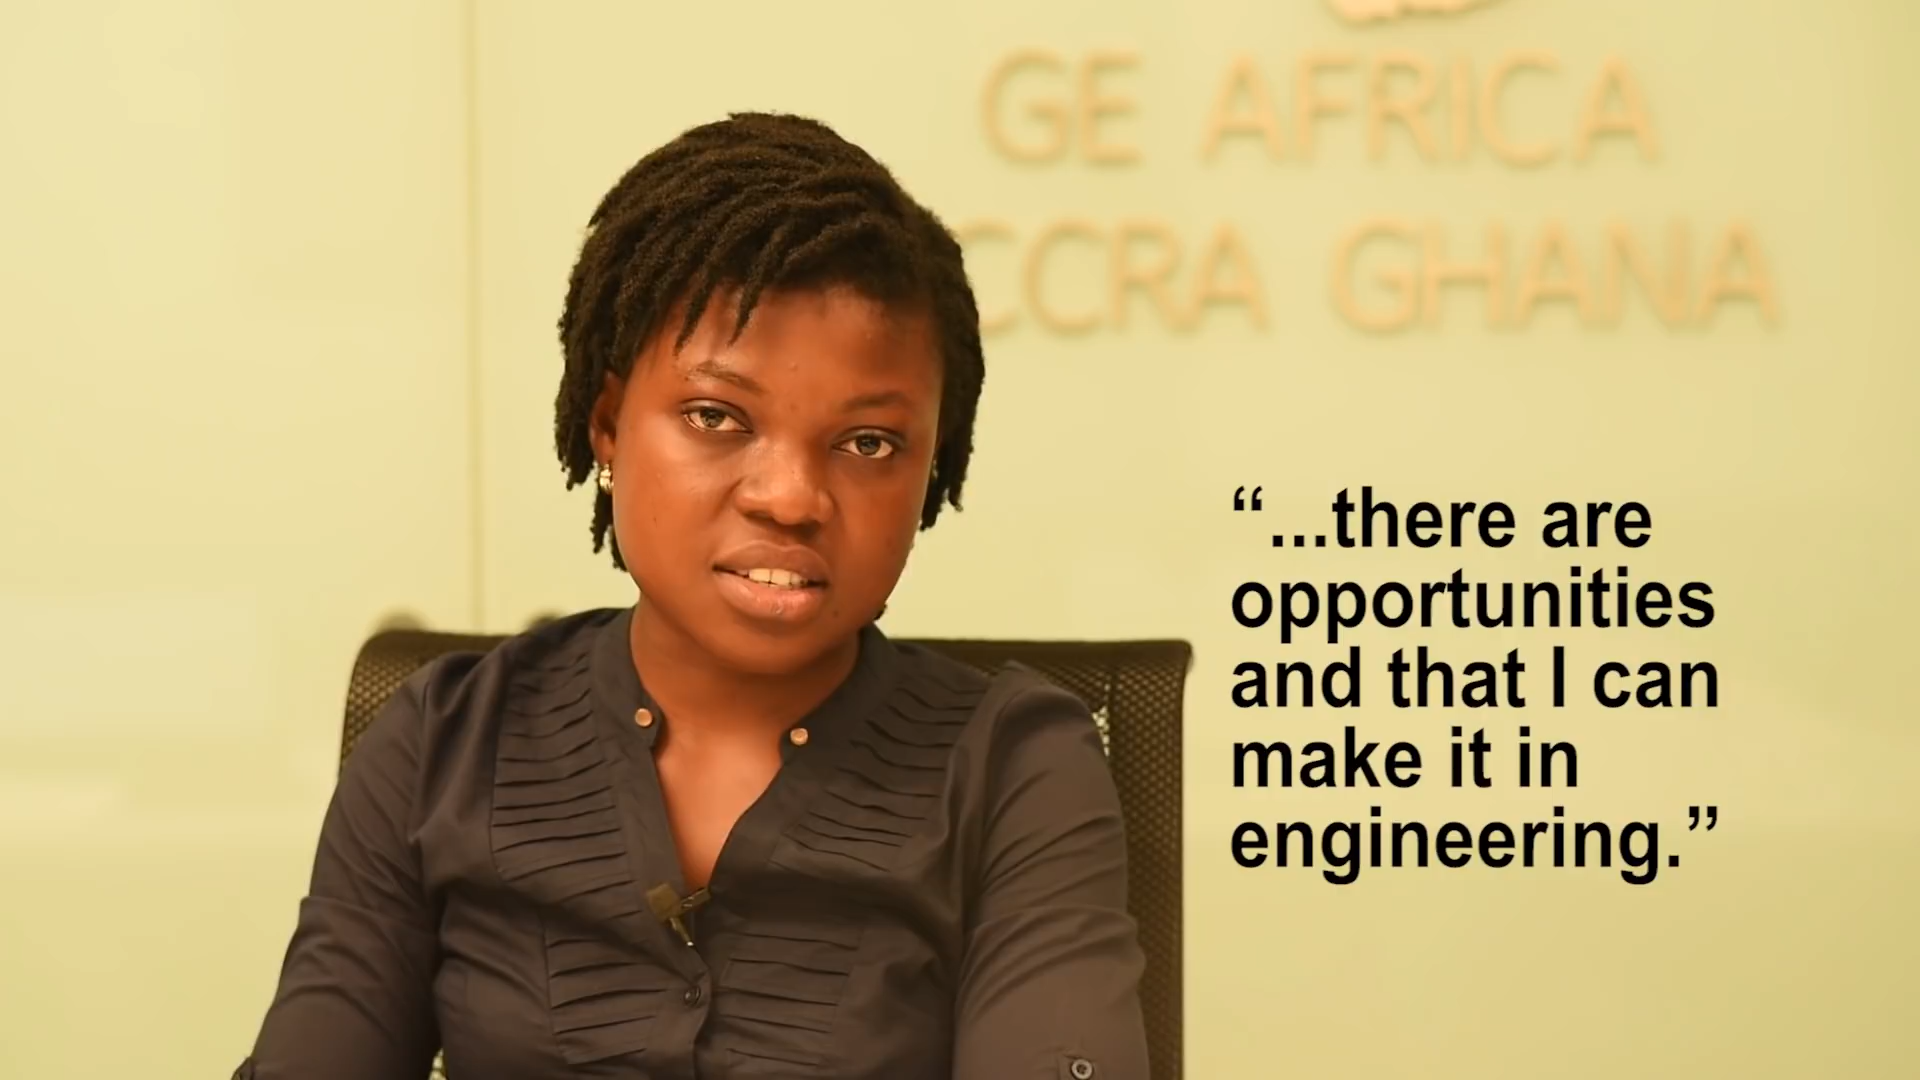 GE AFRICA
CCRA GHANA
“...there are
opportunities
and that I can
make it in
engineering.”